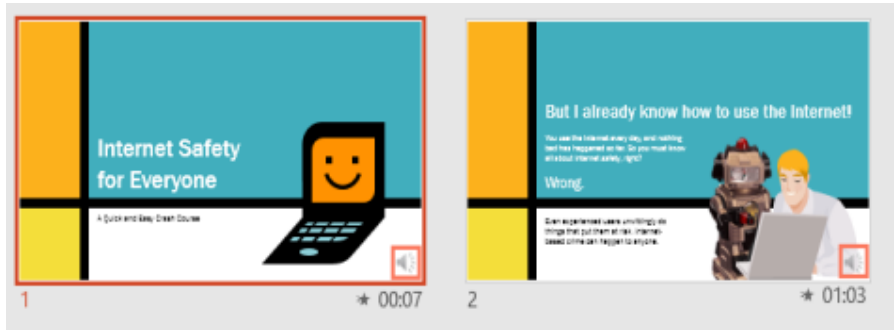 Internet Safety
for Everyone
A Quick and Easy Crash Course
1
00:07
But I already know how to use the Internet!
You use the Internet every day, and nothing
bad has happened so far. So you must know
all about Internet safety, right?
Wrong.
Even experienced users unwittingly do
things that put them at risk. Internet-
based crime can happen to anyone.
2
01:03